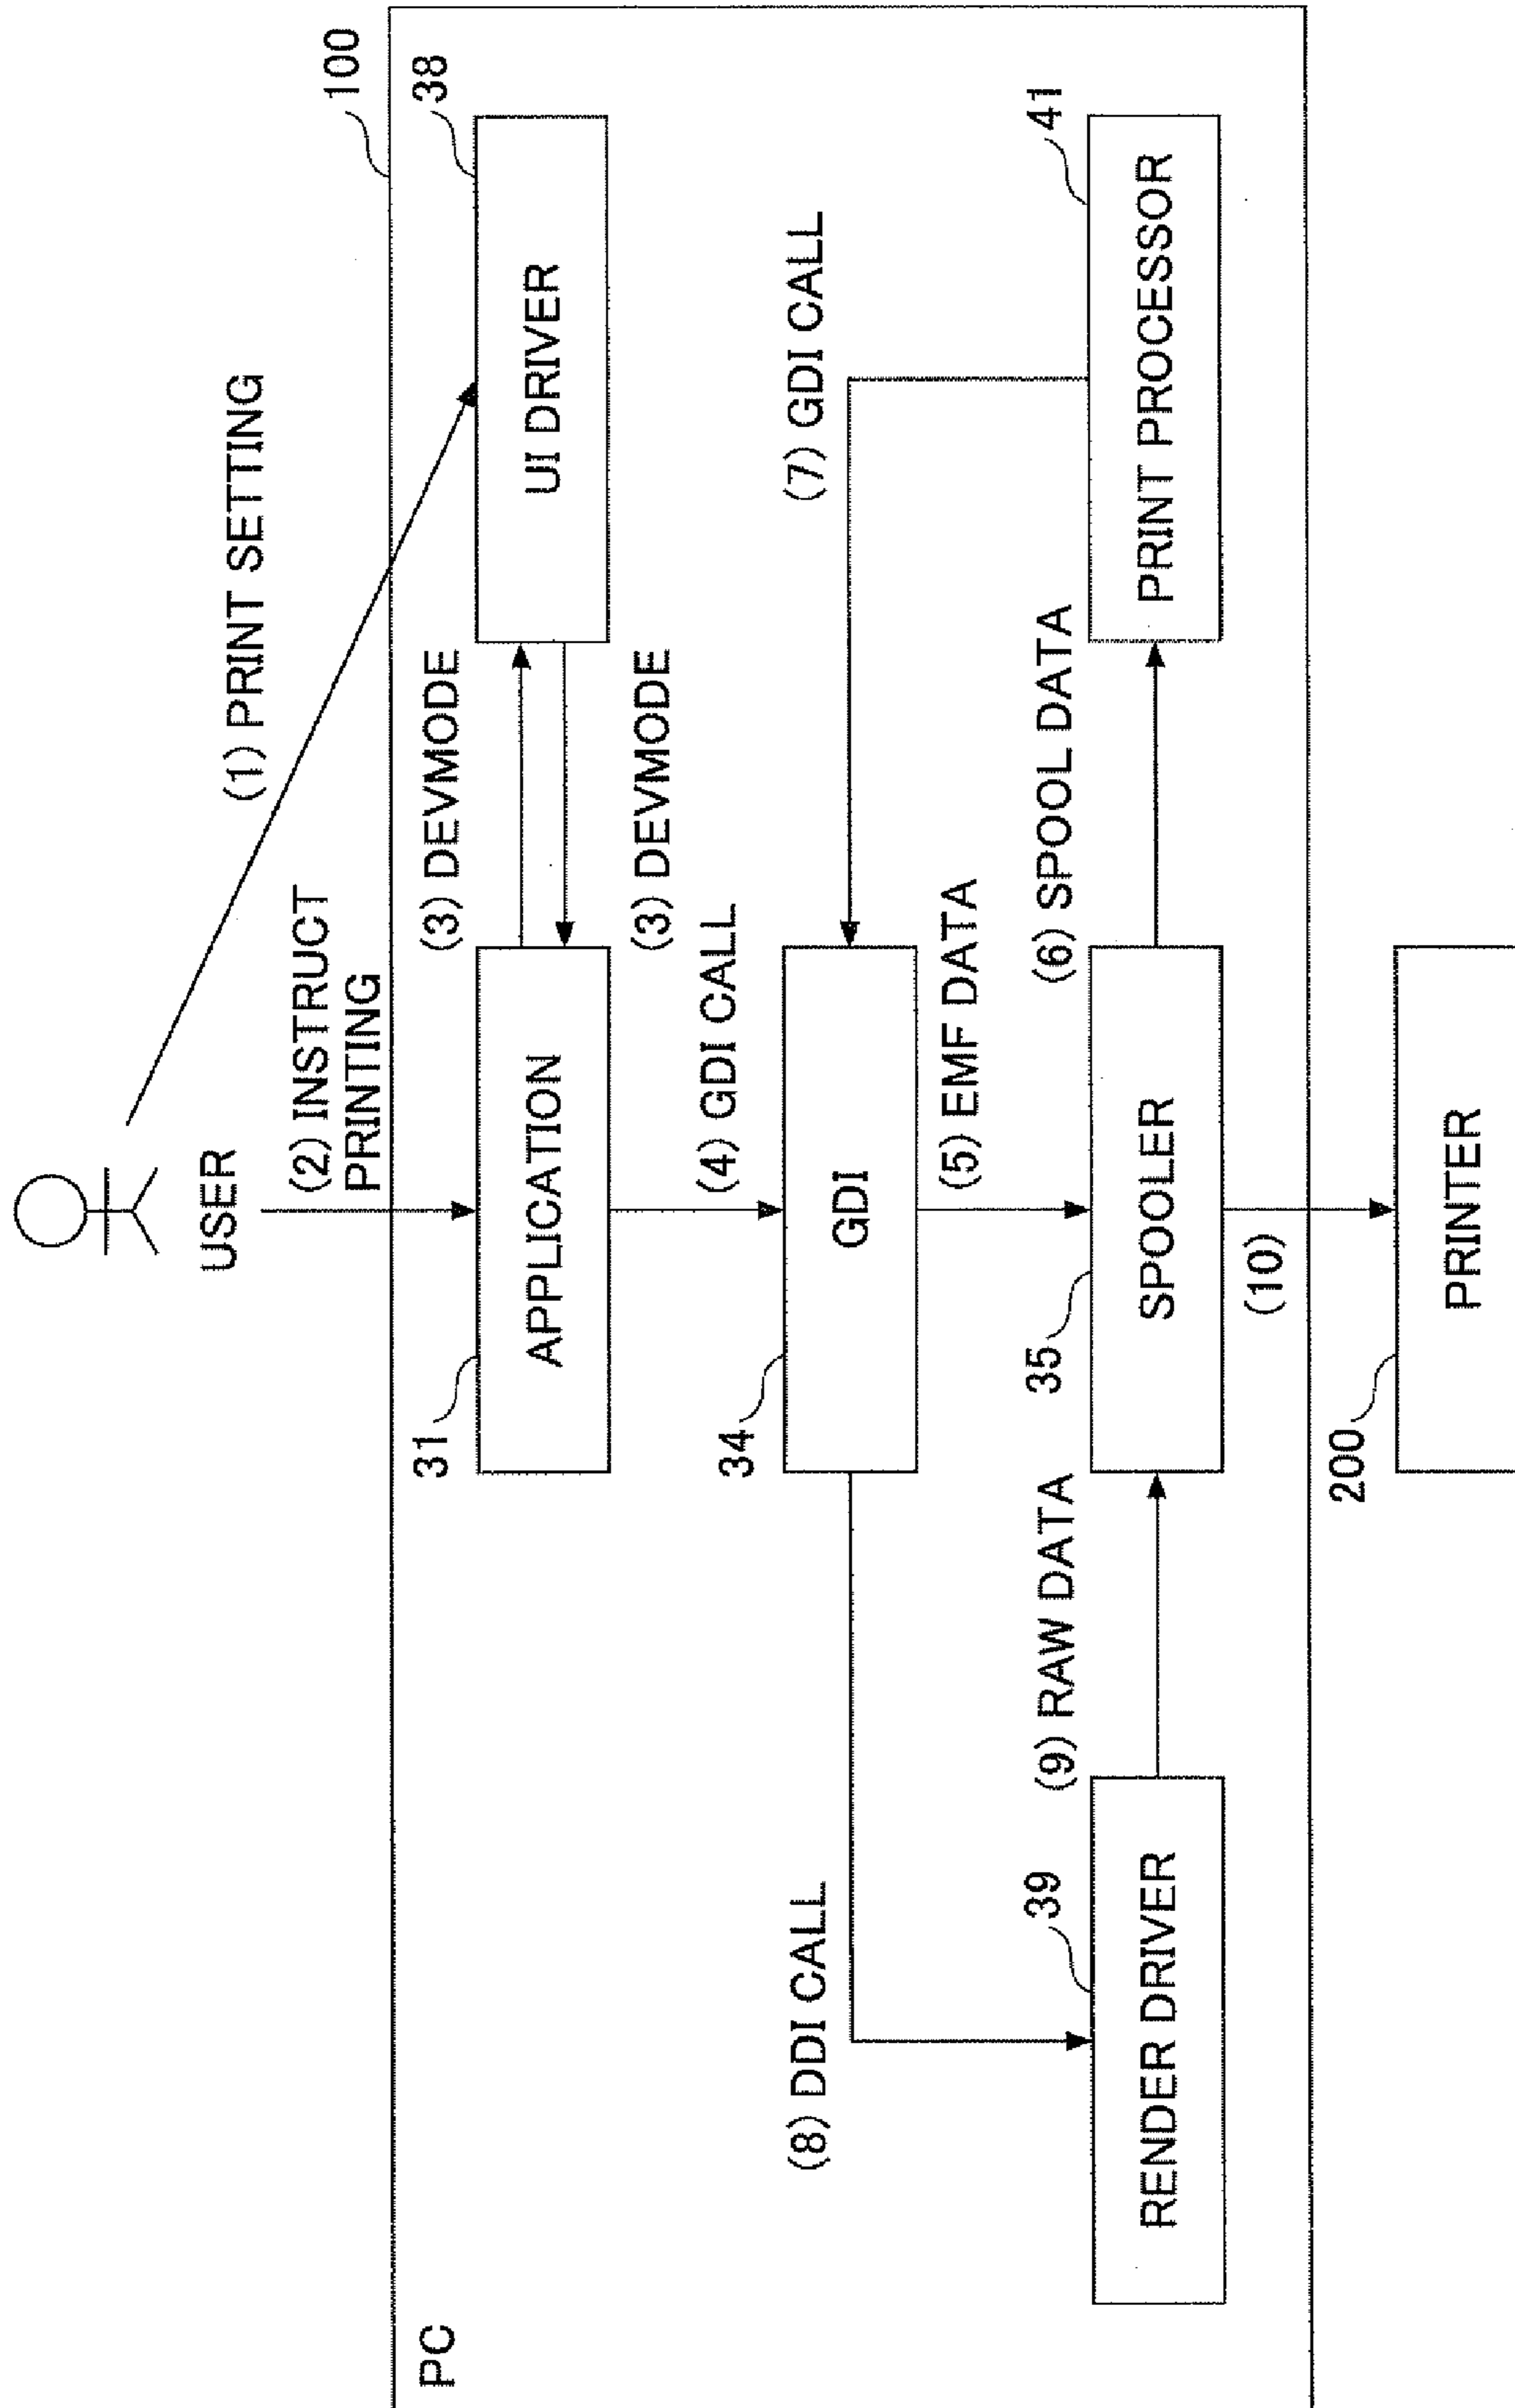 USER
(1) PRINT SETTING
(2) INSTRUCT
PRINTING
100
PC
31
APPLICATION
(3) DEVMODE
(3) DEVMODE
38
UI DRIVER
(4) GDI CALL
34
GDI
(7) GDI CALL
(8) DDI CALL
(5) EMF DATA
39
RENDER DRIVER
(9) RAW DATA
35
SPOOLER
(6) SPOOL DATA
41
PRINT PROCESSOR
(10)
200
PRINTER